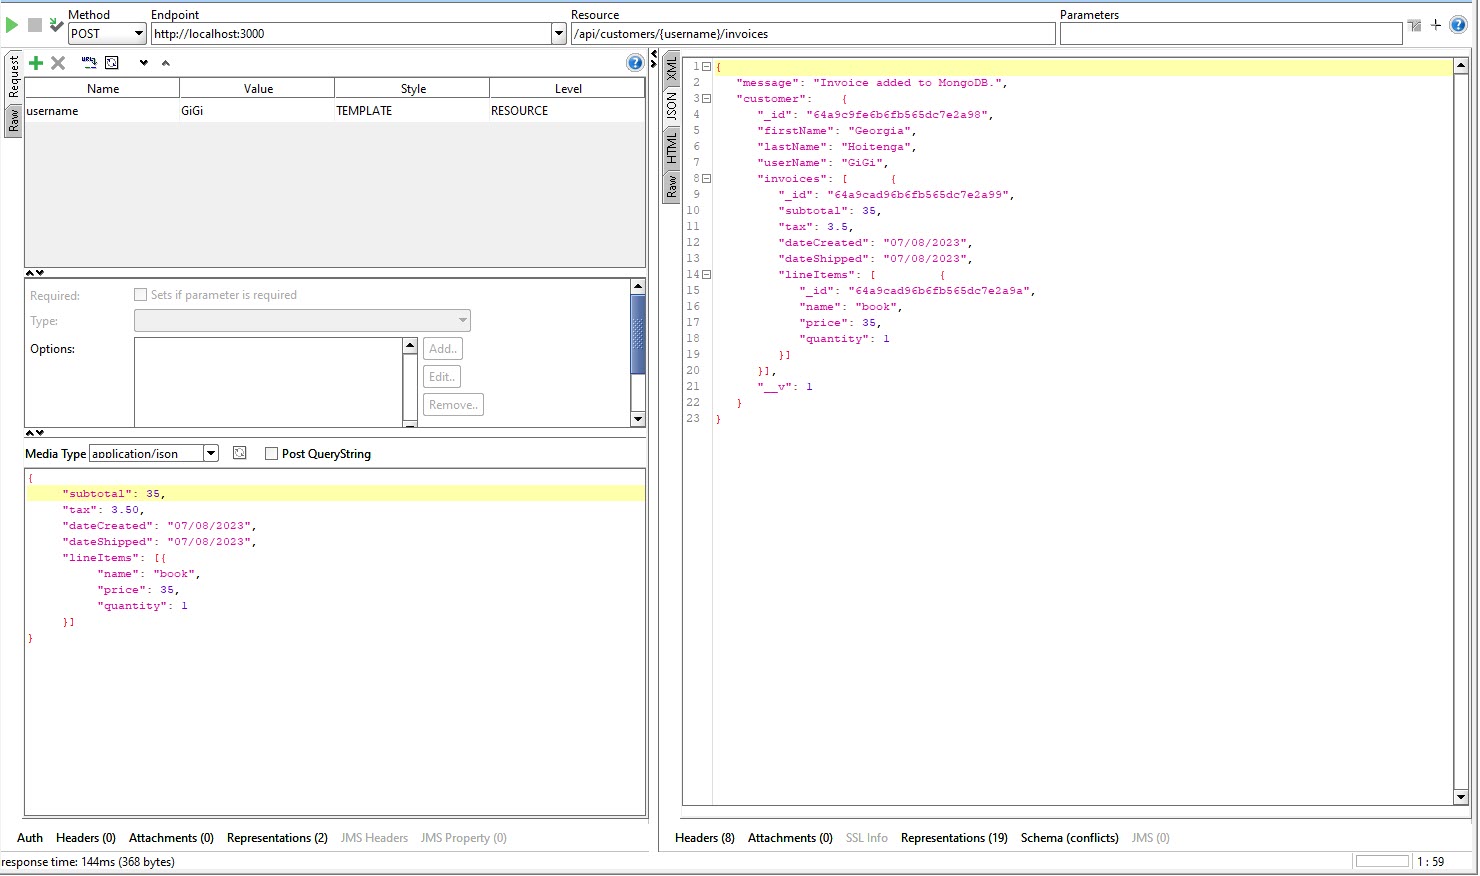 Method Endpoint Resource Parameters
POST http://localhost:3000 /api/customers/{username}/invoices
Request
Raw
Name Value Style Level
username GiGi TEMPLATE RESOURCE
Required: Sets if parameter is required
Type:
Options: Add..
Edit..
Remove..
Media Type application/json Post QueryString
{
"subtotal": 35,
"tax": 3.50,
"dateCreated": "07/08/2023",
"dateShipped": "07/08/2023",
"lineItems": [{
"name": "book",
"price": 35,
"quantity": 1
}]
}
Auth Headers (0) Attachments (0) Representations (2) JMS Headers JMS Property (0)
XML
JSON
HTML
Raw
1 {
2 "message": "Invoice added to MongoDB.",
3 "customer": {
4 "_id": "64a9c9fe6b6fb565dc7e2a98",
5 "firstName": "Georgia",
6 "lastName": "Hoitenga",
7 "userName": "GiGi",
8 "invoices": [ {
9 "_id": "64a9cad96b6fb565dc7e2a99",
10 "subtotal": 35,
11 "tax": 3.5,
12 "dateCreated": "07/08/2023",
13 "dateShipped": "07/08/2023",
14 "lineItems": [ {
15 "_id": "64a9cad96b6fb565dc7e2a9a",
16 "name": "book",
17 "price": 35,
18 "quantity": 1
19 }]
20 }],
21 "__v": 1
22 }
23 }
Headers (8) Attachments (0) SSL Info Representations (19) Schema (conflicts) JMS (0)
response time: 144ms (368 bytes) 1 : 59